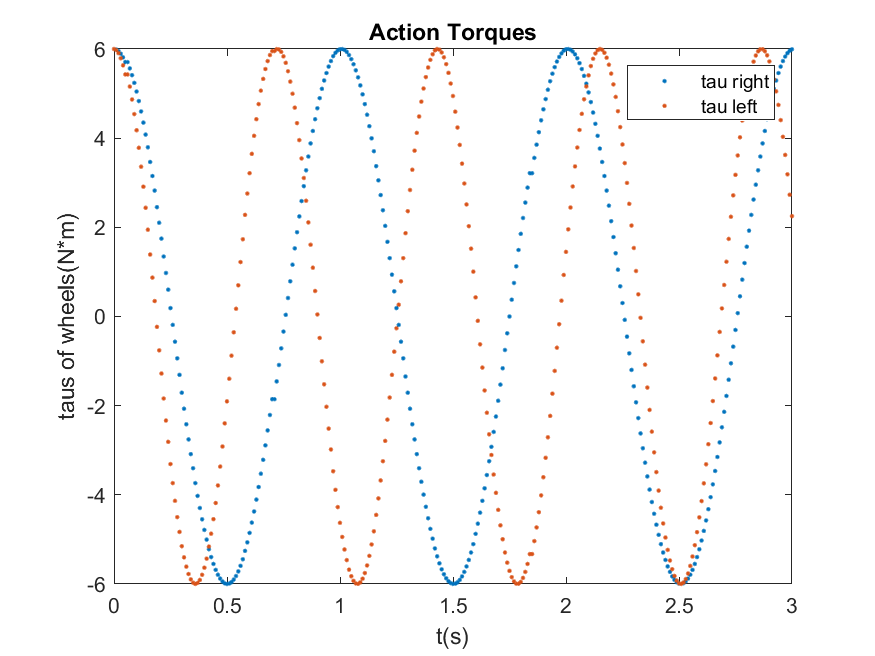 Action Torques
6
4
2
0
-2
-4
-6
taus of wheels(N*m)
tau right
tau left
0 0.5 1 1.5 2 2.5 3
t(s)